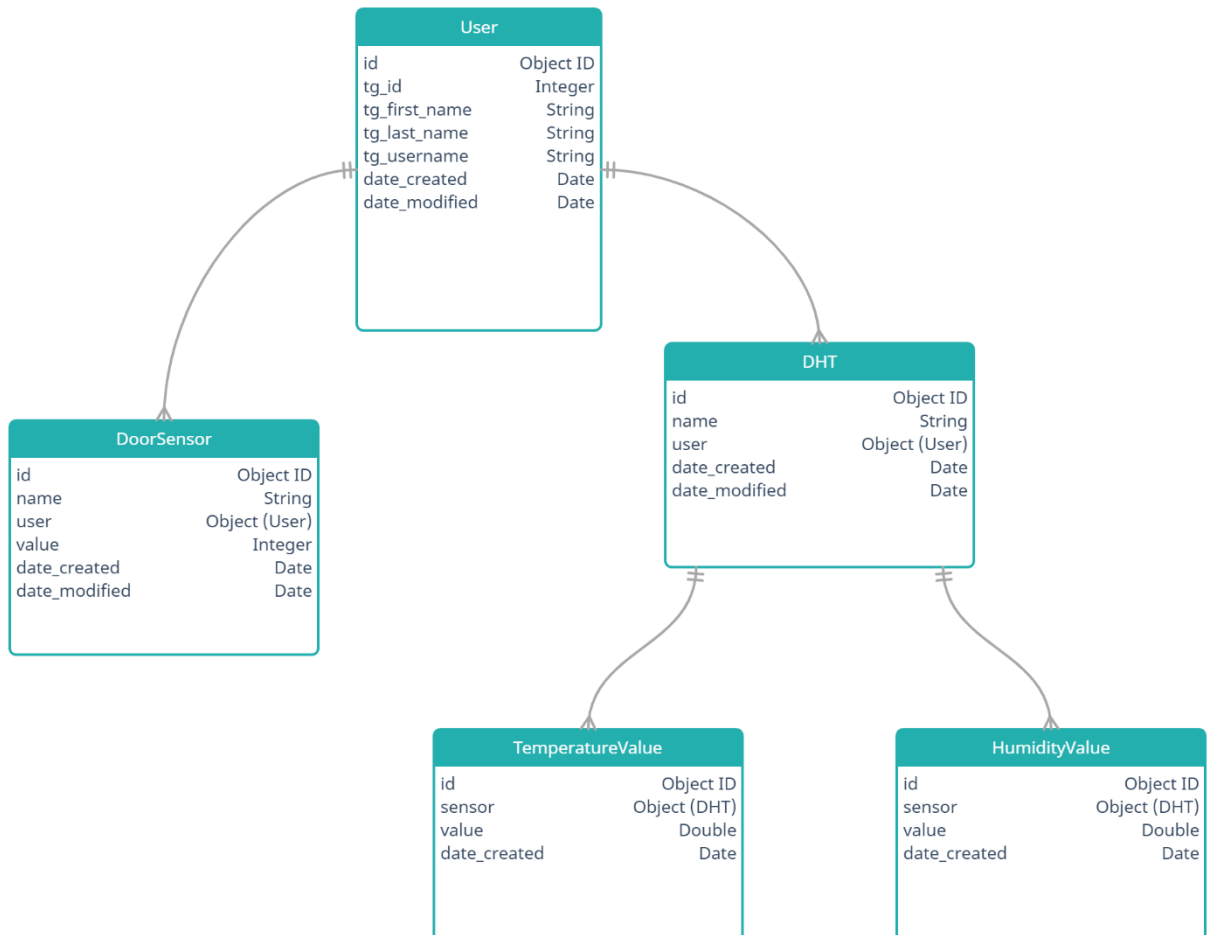 User
id Object ID
tg_id Integer
tg_first_name String
tg_last_name String
tg_username String
date_created Date
date_modified Date
DHT
id Object ID
name String
user Object (User)
date_created Date
date_modified Date
DoorSensor
id Object ID
name String
user Object (User)
value Integer
date_created Date
date_modified Date
TemperatureValue
id Object ID
sensor Object (DHT)
value Double
date_created Date
HumidityValue
id Object ID
sensor Object (DHT)
value Double
date_created Date